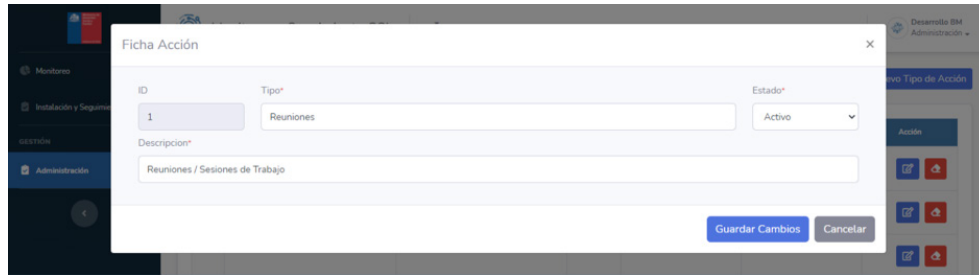 Desarrollo BM
Administración
Ficha Acción
×
Monitoreo
evo Tipo de Acción
ID
Tipo*
Estado*
Instalación y Seguimie
1
Reuniones
Activo
GESTIÓN
Descripcion*
Acción
Administración
Reuniones / Sesiones de Trabajo
Guardar Cambios
Cancelar